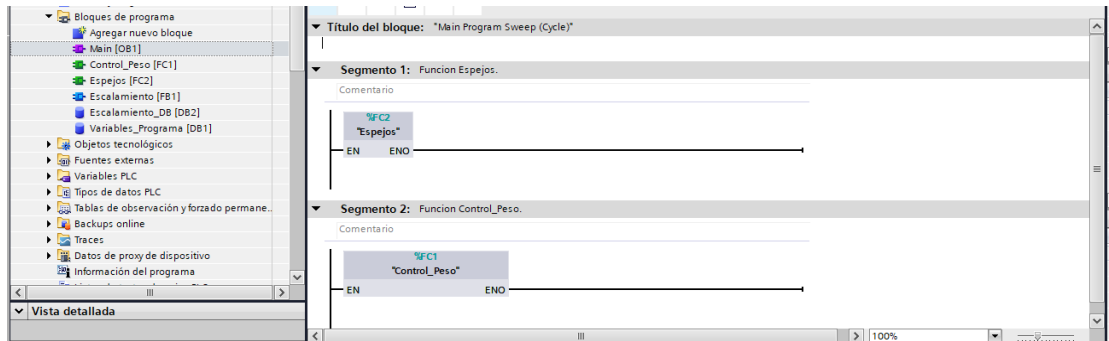 Bloques de programa
Agregar nuevo bloque
Main [OB1]
Control_Peso [FC1]
Espejos [FC2]
Escalamiento [FB1]
Escalamiento_DB [DB2]
Variables_Programa [DB1]
Objetos tecnológicos
Fuentes externas
Variables PLC
Tipos de datos PLC
Tablas de observación y forzado permane..
Backups online
Traces
Datos de proxy de dispositivo
Información del programa
Vista detallada
Título del bloque: "Main Program Sweep (Cycle)"
Segmento 1: Funcion Espejos.
Comentario
%FC2
"Espejos"
EN ENO
Segmento 2: Funcion Control_Peso.
Comentario
%FC1
"Control_Peso"
EN ENO
100%